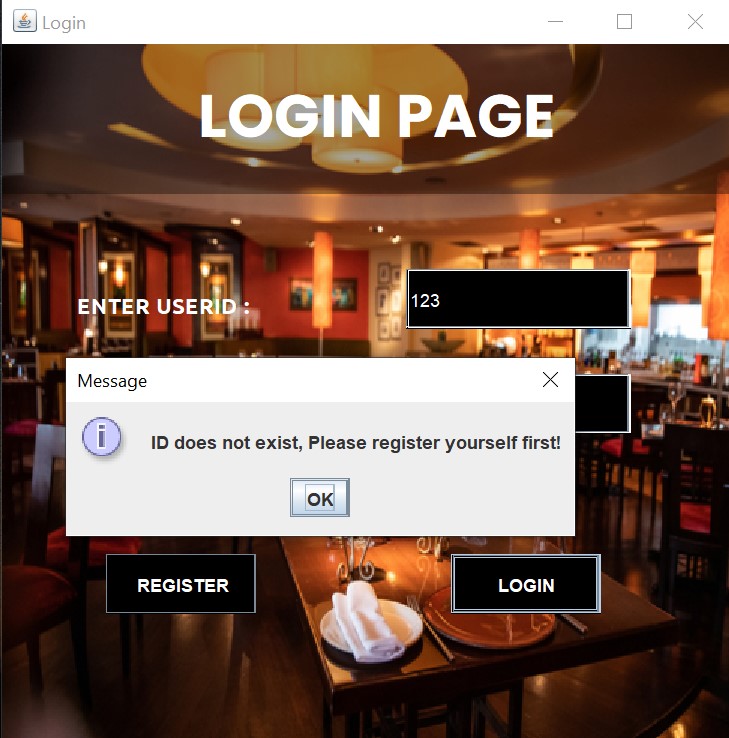 Login
LOGIN PAGE
ENTER USERID :
123
Message
ID does not exist, Please register yourself first!
OK
REGISTER
LOGIN